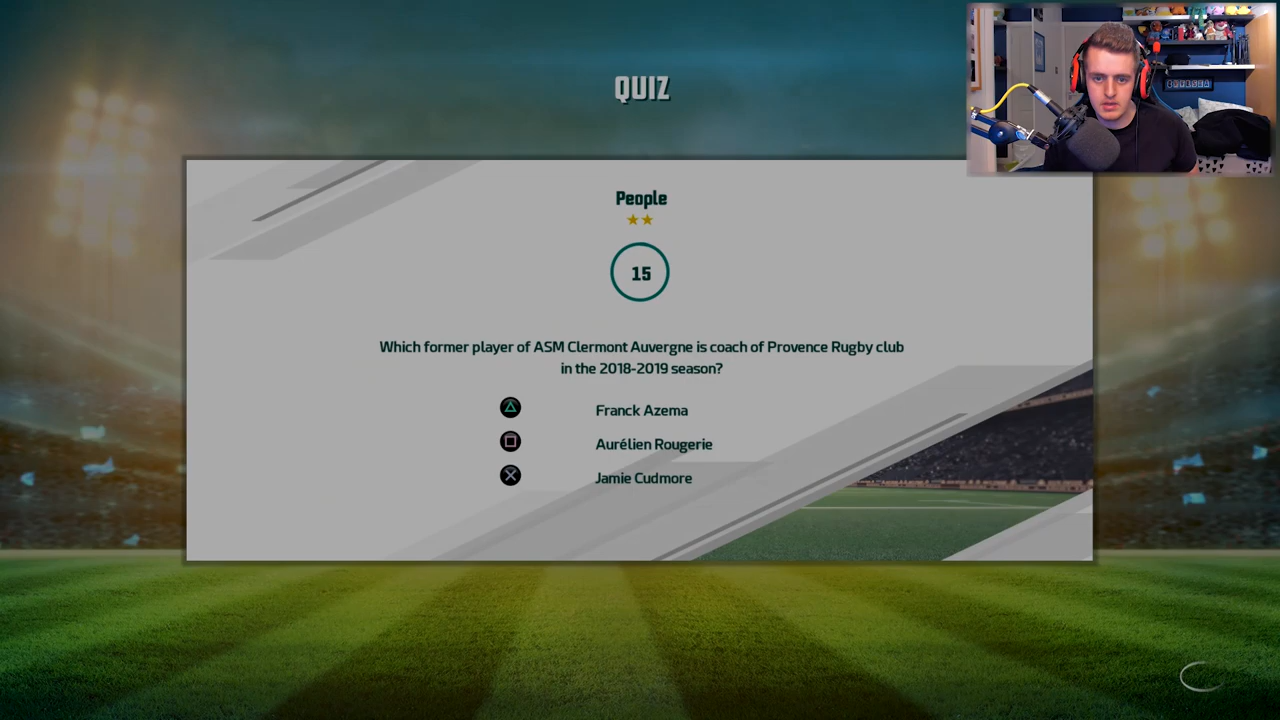 QUIZ
People
15
Which former player of ASM Clermont Auvergne is coach of Provence Rugby club
in the 2018-2019 season?
Franck Azema
Aurélien Rougerie
Jamie Cudmore